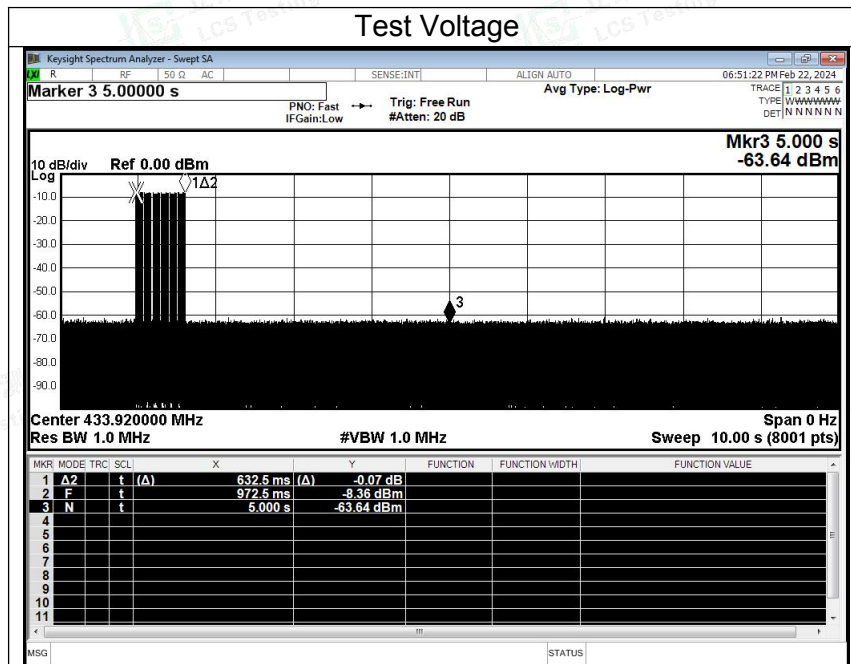 Test Voltage
Keysight Spectrum Analyzer - Swept SA
LXI R RF 50 Ω AC SENSE:INT ALIGN AUTO 06:51:22 PM Feb 22, 2024
Marker 3 5.00000 s
PNO: Fast
IFGain:Low
Trig: Free Run
#Atten: 20 dB
Avg Type: Log-Pwr
TRACE 1 2 3 4 5 6
TYPE WWWWWW
DET N N N N N N
Mkr3 5.000 s
-63.64 dBm
10 dB/div Ref 0.00 dBm
Log
1Δ2
-10.0
-20.0
-30.0
-40.0
-50.0
3
-60.0
-70.0
-80.0
-90.0
Center 433.920000 MHz Span 0 Hz
Res BW 1.0 MHz #VBW 1.0 MHz Sweep 10.00 s (8001 pts)
MKR MODE TRC SCL X Y FUNCTION FUNCTION WIDTH FUNCTION VALUE
1 Δ2 t (Δ) 632.5 ms (Δ) -0.07 dB
2 F t 972.5 ms -8.36 dBm
3 N t 5.000 s -63.64 dBm
4
5
6
7
8
9
10
11
MSG STATUS
LCS Testing
LCS Testing